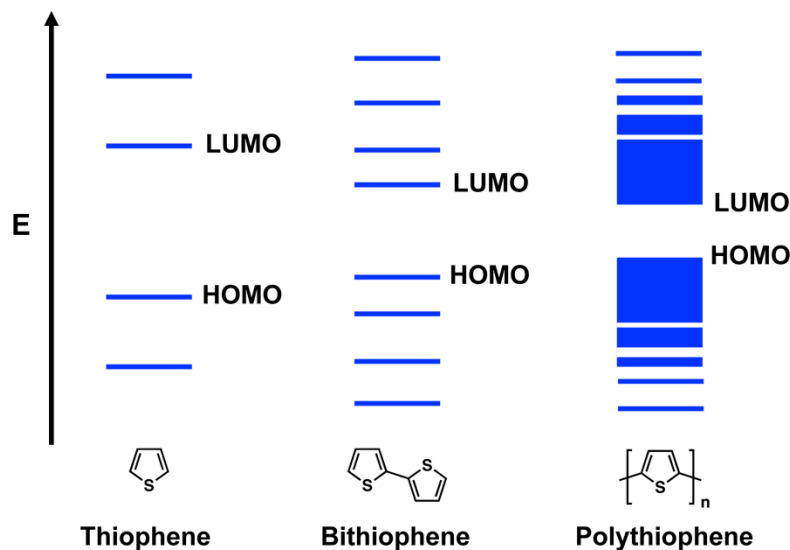 E
LUMO
HOMO
LUMO
HOMO
LUMO
HOMO
S
S
S
S
n
Thiophene
Bithiophene
Polythiophene